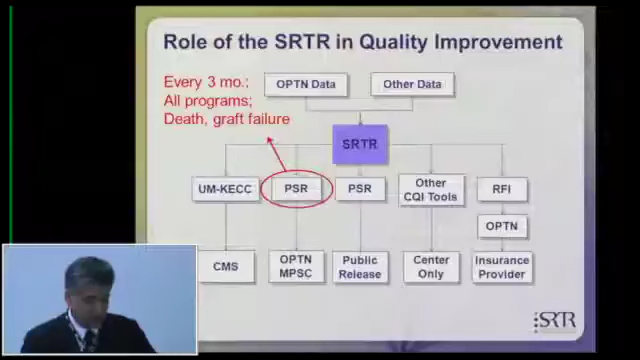 Role of the SRTR in Quality Improvement
Every 3 mo.;
All programs;
Death, graft failure
OPTN Data
Other Data
SRTR
UM-KECC
PSR
PSR
Other
CQI Tools
RFI
OPTN
CMS
OPTN
MPSC
Public
Release
Center
Only
Insurance
Provider
SRTR